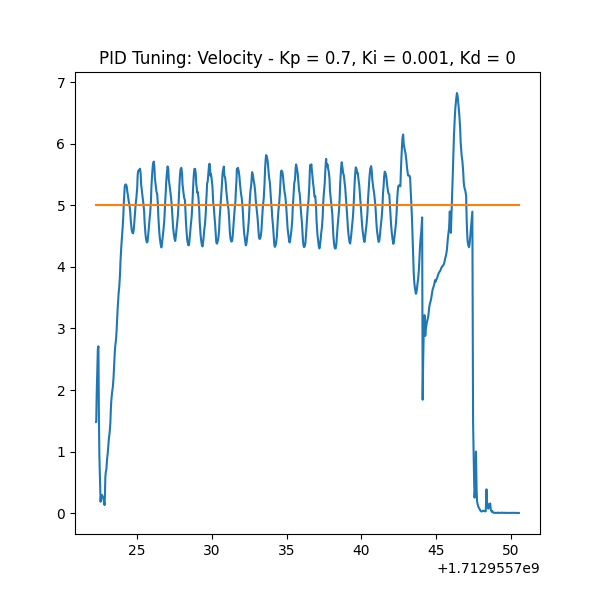 PID Tuning: Velocity - Kp = 0.7, Ki = 0.001, Kd = 0
7
6
5
4
3
2
1
0
25 30 35 40 45 50
+1.7129557e9